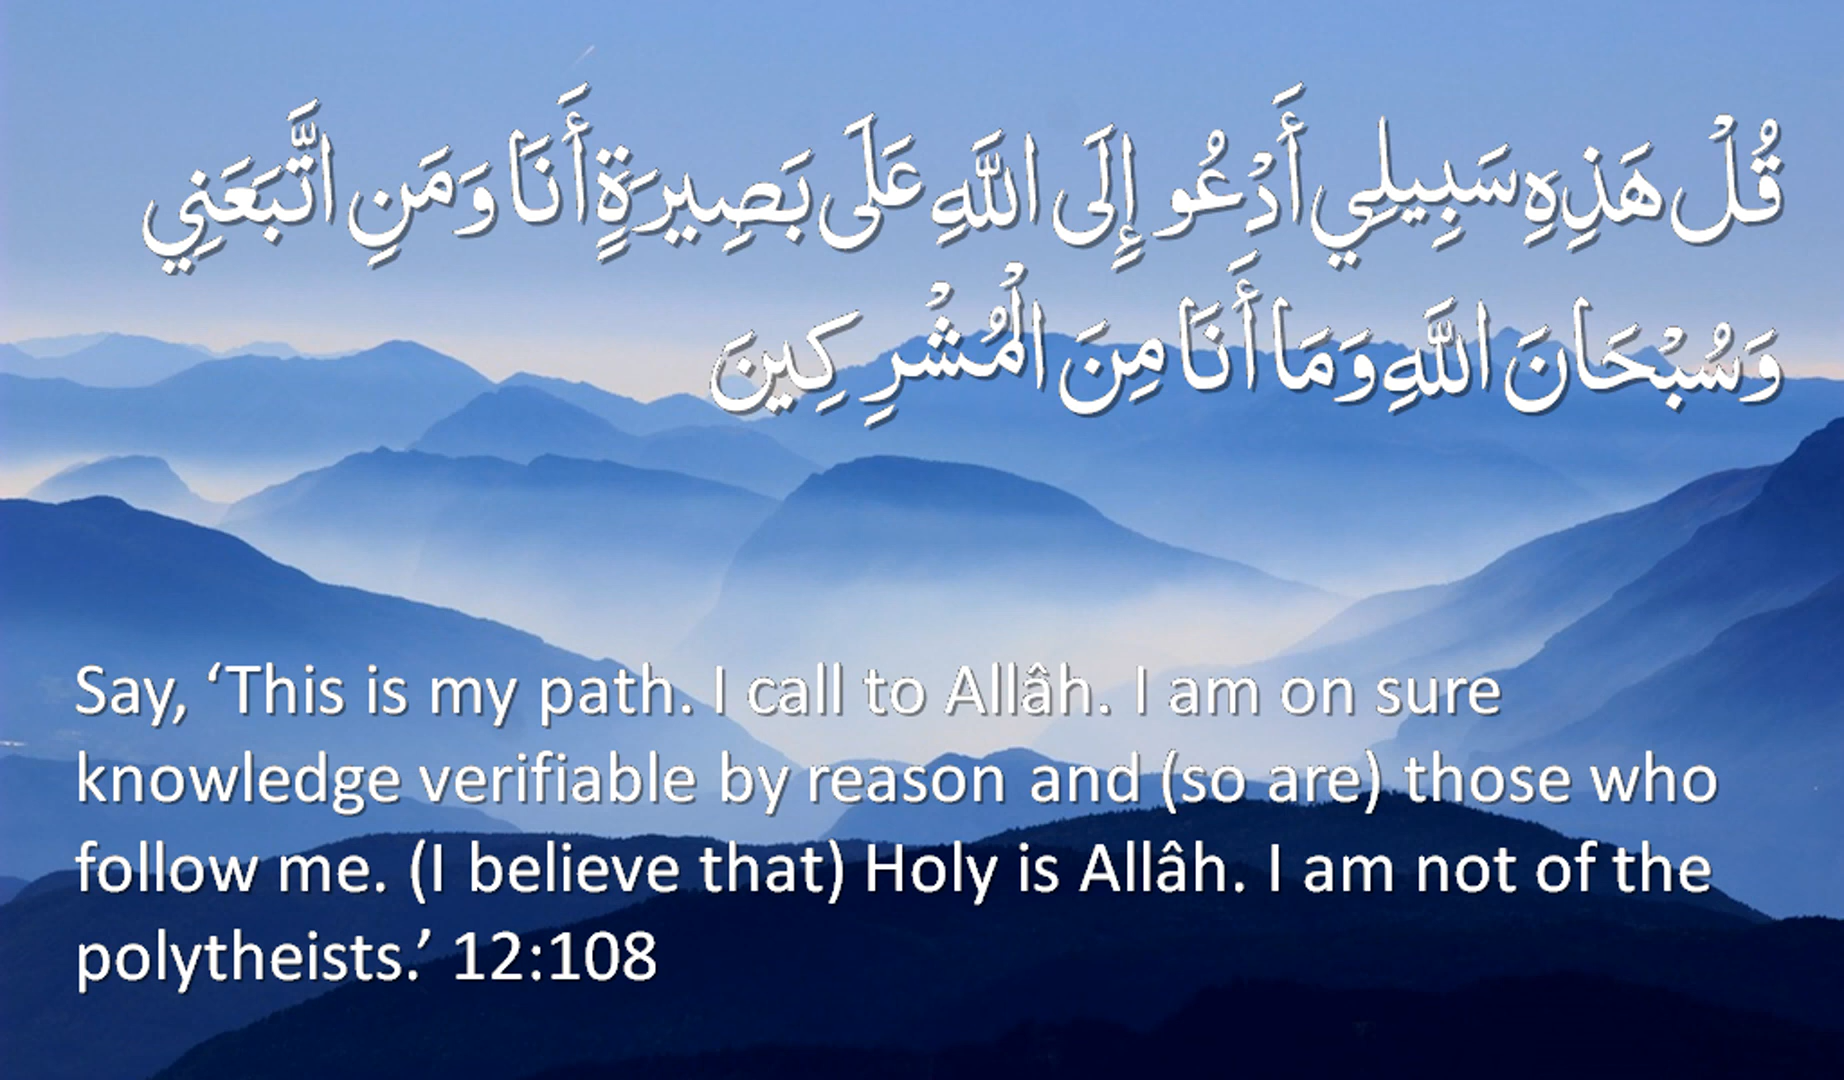 قُلْ هَذِهِ سَبِيلِي أَدْعُو إِلَى اللَّهِ عَلَى بَصِيرَةٍ أَنَا وَمَنِ اتَّبَعَنِي
وَسُبْحَانَ اللَّهِ وَمَا أَنَا مِنَ الْمُشْرِكِينَ
Say, ‘This is my path. I call to Allâh. I am on sure
knowledge verifiable by reason and (so are) those who
follow me. (I believe that) Holy is Allâh. I am not of the
polytheists.’ 12:108